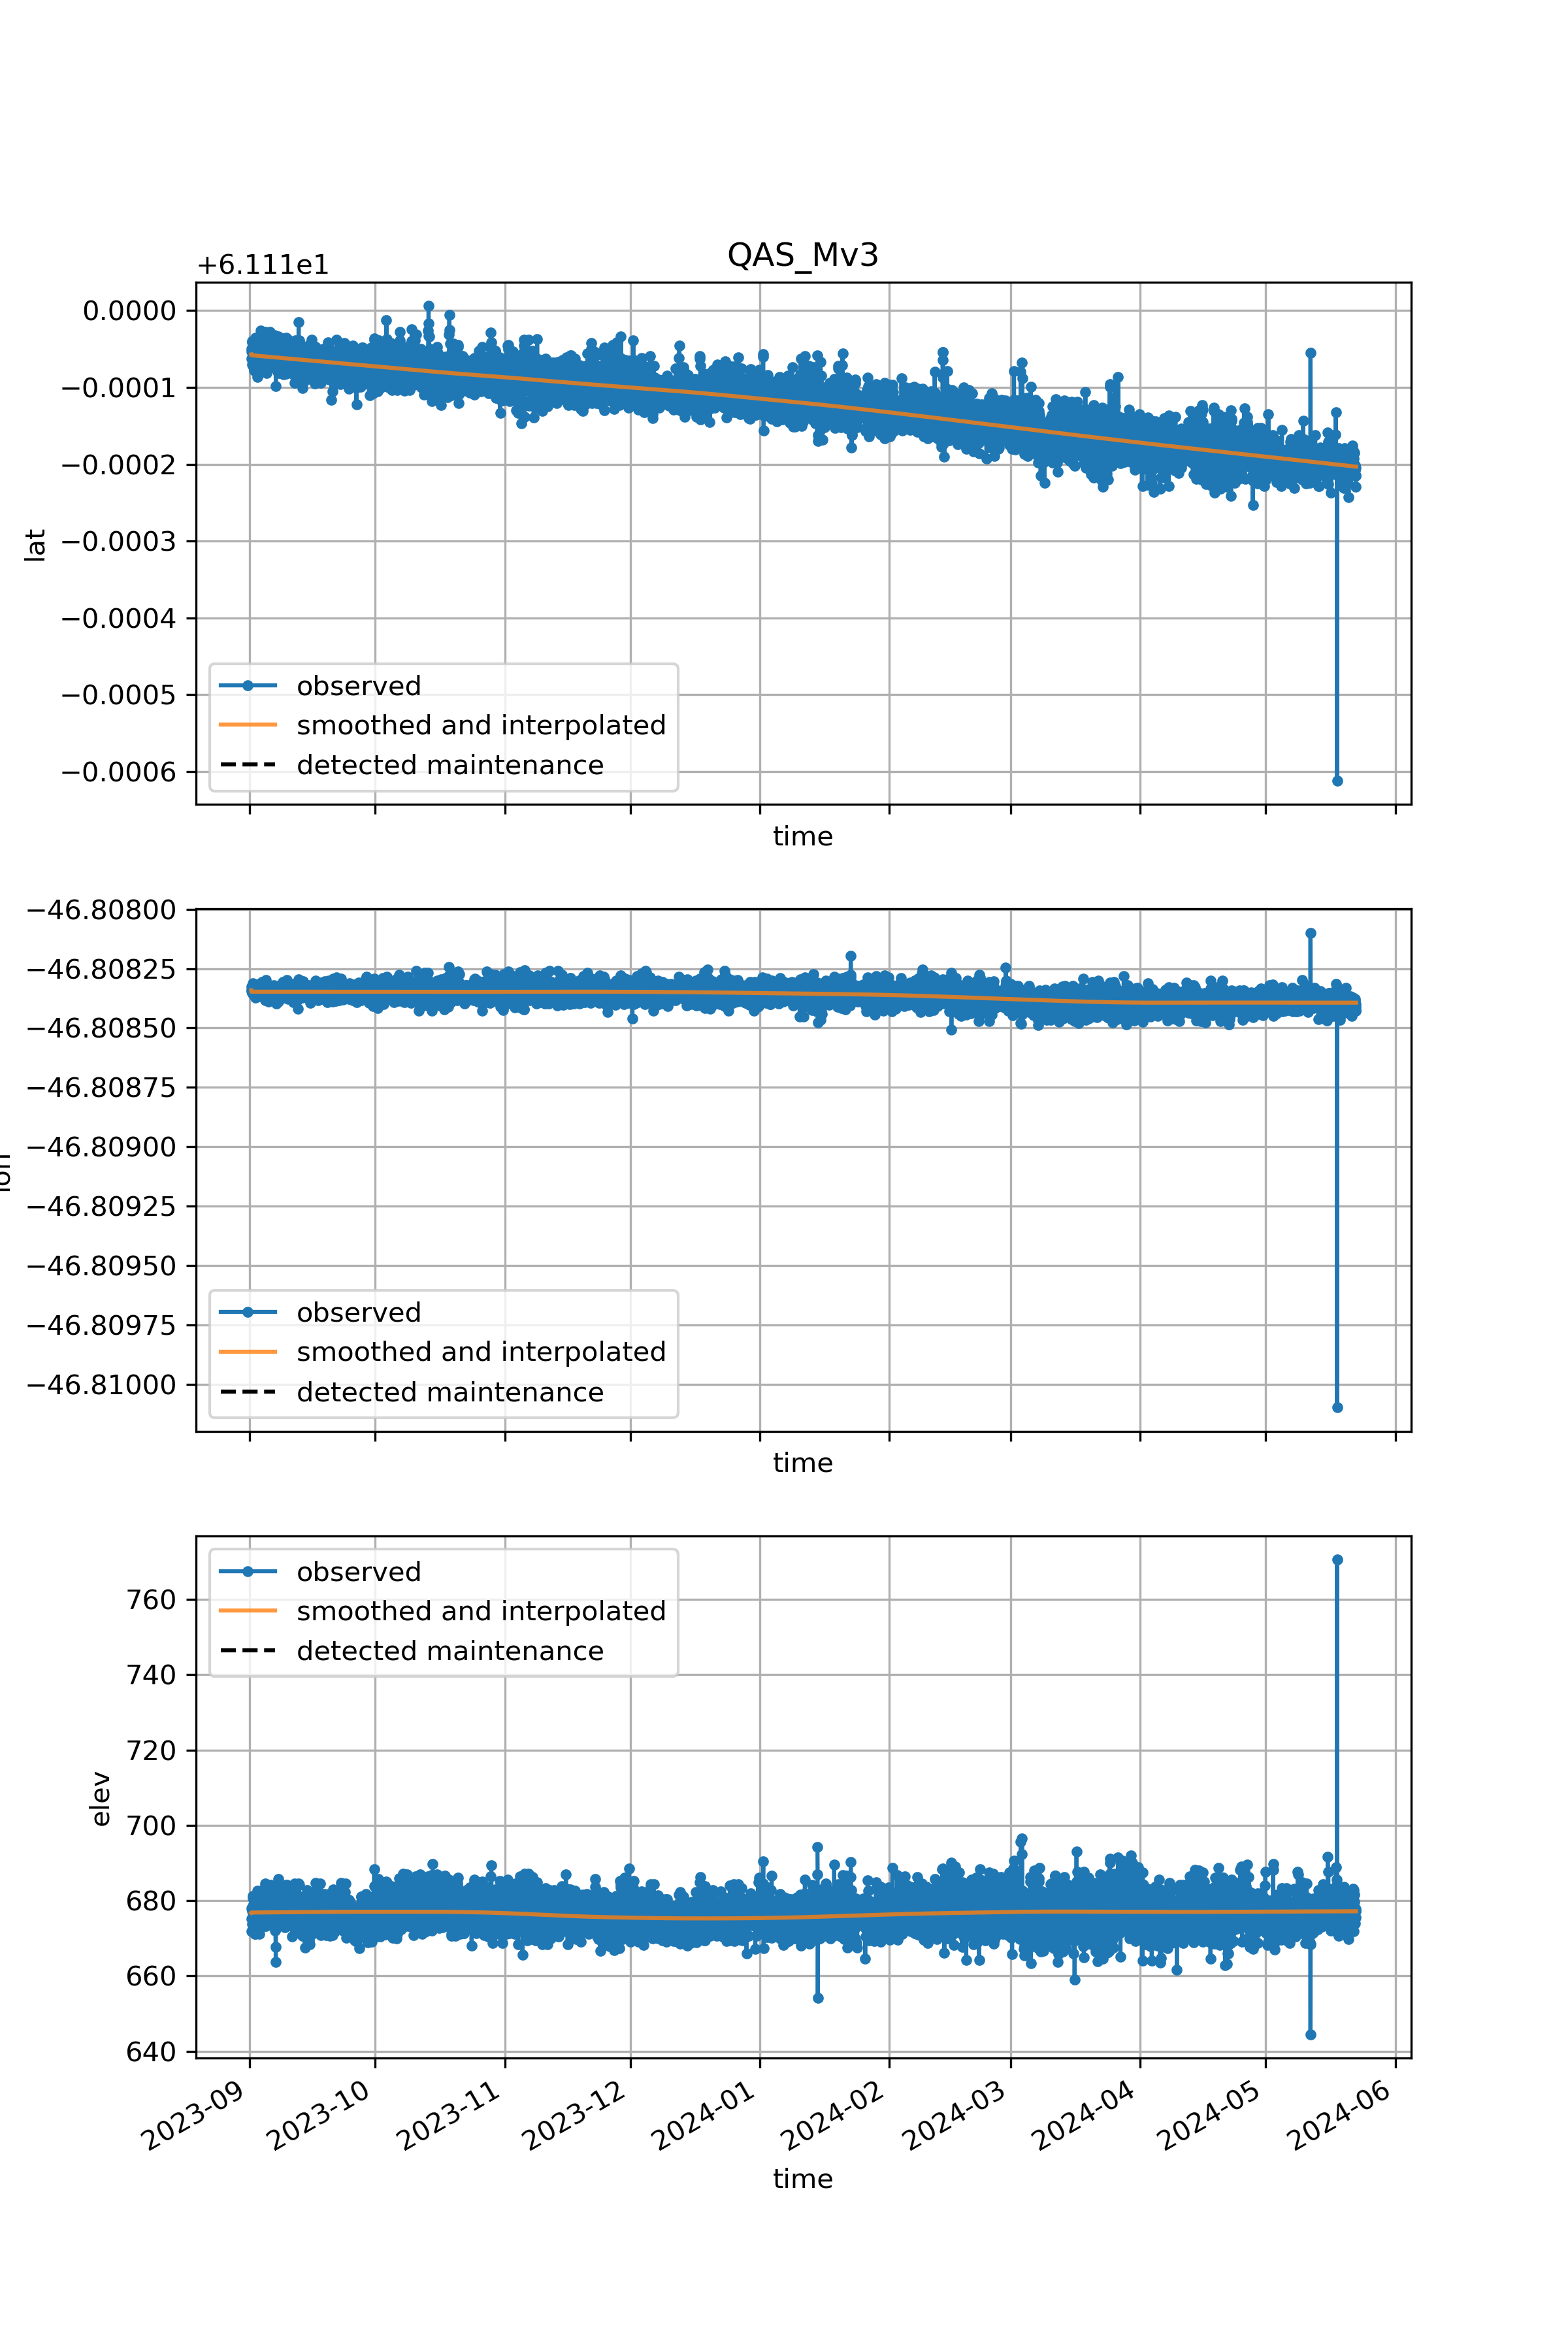 QAS_Mv3
+6.111e1
0.0000
−0.0001
−0.0002
−0.0003
−0.0004
−0.0005
−0.0006
lat
observed
smoothed and interpolated
detected maintenance
time
−46.80800
−46.80825
−46.80850
−46.80875
−46.80900
−46.80925
−46.80950
−46.80975
−46.81000
observed
smoothed and interpolated
detected maintenance
time
760
740
720
700
680
660
640
elev
observed
smoothed and interpolated
detected maintenance
2023-09
2023-10
2023-11
2023-12
2024-01
2024-02
2024-03
2024-04
2024-05
2024-06
time